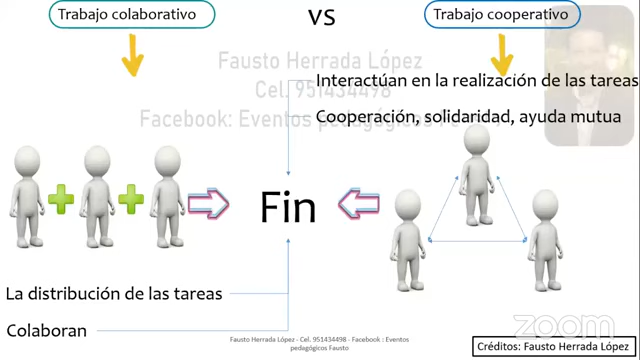 Trabajo colaborativo
vs
Trabajo cooperativo
Fausto Herrada López
Cel. 951434498
Facebook: Eventos
Interactúan en la realización de las tareas
Cooperación, solidaridad, ayuda mutua
Fin
La distribución de las tareas
Colaboran
Fausto Herrada López - Cel. 951434498 - Facebook : Eventos
pedagógicos Fausto
zoom
Créditos: Fausto Herrada López